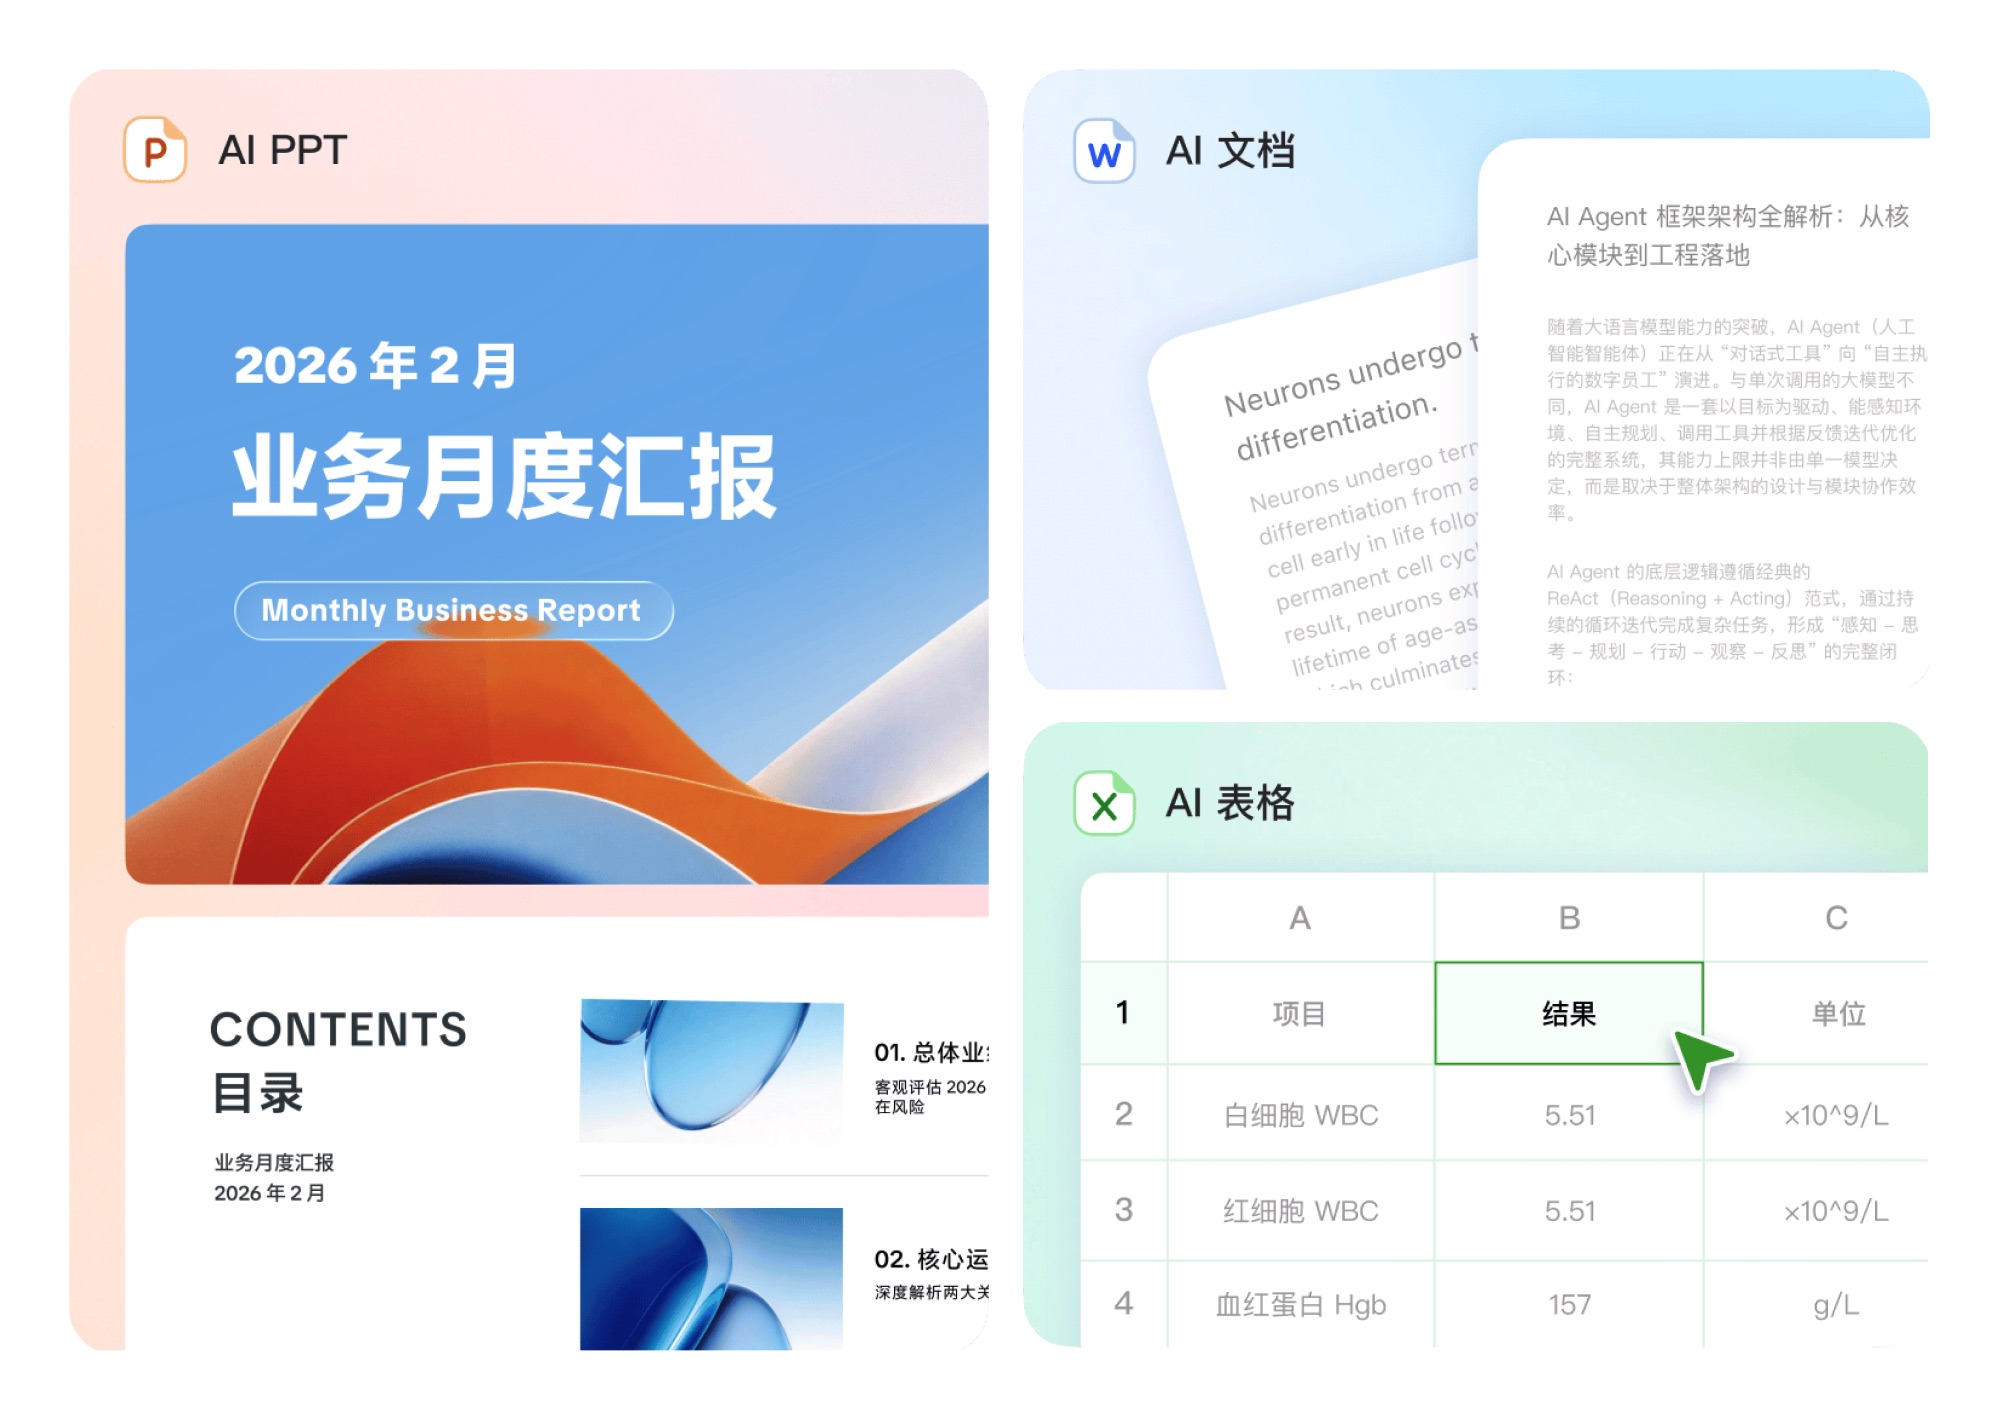 P
AI PPT
2026 年 2 月
业务月度汇报
Monthly Business Report
CONTENTS
目录
业务月度汇报
2026 年 2 月
01. 总体业
客观评估 2026
在风险
02. 核心运
深度解析两大关
W
AI 文档
Neurons undergo t
differentiation.
Neurons undergo term
differentiation from a
cell early in life follo
permanent cell cyc
result, neurons exp
lifetime of age-as
culminates
AI Agent 框架架构全解析：从核
心模块到工程落地
随着大语言模型能力的突破，AI Agent（人工
智能智能体）正在从 “对话式工具” 向 “自主执
行的数字员工” 演进。与单次调用的大模型不
同，AI Agent 是一套以目标为驱动、能感知环
境、自主规划、调用工具并根据反馈迭代优化
的完整系统，其能力上限并非由单一模型决
定，而是取决于整体架构的设计与模块协作效
率。
AI Agent 的底层逻辑遵循经典的
ReAct（Reasoning + Acting）范式，通过持
续的循环迭代完成复杂任务，形成 “感知 – 思
考 – 规划 – 行动 – 观察 – 反思” 的完整闭
环：
X
AI 表格
A B C
1 项目 结果 单位
2 白细胞 WBC 5.51 ×10^9/L
3 红细胞 WBC 5.51 ×10^9/L
4 血红蛋白 Hgb 157 g/L